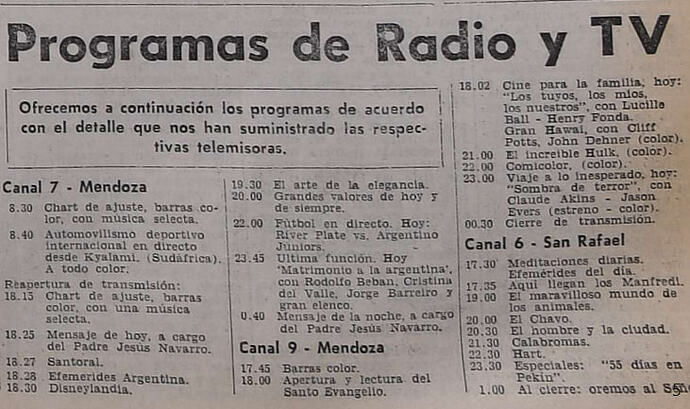 Programas de Radio y TV
Ofrecemos a continuación los programas de acuerdo
con el detalle que nos han suministrado las respec-
tivas telemisoras.
Canal 7 - Mendoza
8.30 Chart de ajuste, barras co-
lor, con música selecta.
8.40 Automovilismo deportivo
internacional en directo
desde Kyalami. (Sudáfrica).
A todo color.
Reapertura de transmisión:
18.15 Chart de ajuste, barras
color, con una música
selecta.
18.25 Mensaje de hoy, a cargo
del Padre Jesús Navarro.
18.27 Santoral.
18.28 Efemerides Argentina.
18.30 Disneylandia.
19.30 El arte de la elegancia.
20.00 Grandes valores de hoy y
de siempre.
22.00 Fútbol en directo. Hoy:
River Plate vs. Argentino
Júniors.
23.45 Ultima función. Hoy
"Matrimonio a la argentina",
con Rodolfo Beban, Cristina
del Valle, Jorge Barreiro y
gran elenco.
0.40 Mensaje de la noche, a cargo
del Padre Jesús Navarro.
Canal 9 - Mendoza
17.45 Barras color.
18.00 Apertura y lectura del
Santo Evangelio.
18.02 Cine para la familia, hoy:
"Los tuyos, los míos,
los nuestros", con Lucille
Ball - Henry Fonda.
Gran Hawai, con Cliff
Potts, John Dehner (color).
21.00 El increíble Hulk. (color).
22.00 Comicolor, (color).
23.00 Viaje a lo inesperado, hoy:
"Sombra de terror", con
Claude Akins - Jason
Evers (estreno - color).
00.30 Cierre de transmisión.
Canal 6 - San Rafael
17.30 Meditaciones diarias.
Efemérides del día.
17.35 Aquí llegan los Manfredi.
19.00 El maravilloso mundo de
los animales.
20.00 El Chavo.
20.30 El hombre y la ciudad.
21.30 Calabromas.
22.30 Hart.
23.30 Especiales: "55 días en
Pekín".
1.00 Al cierre: oremos al